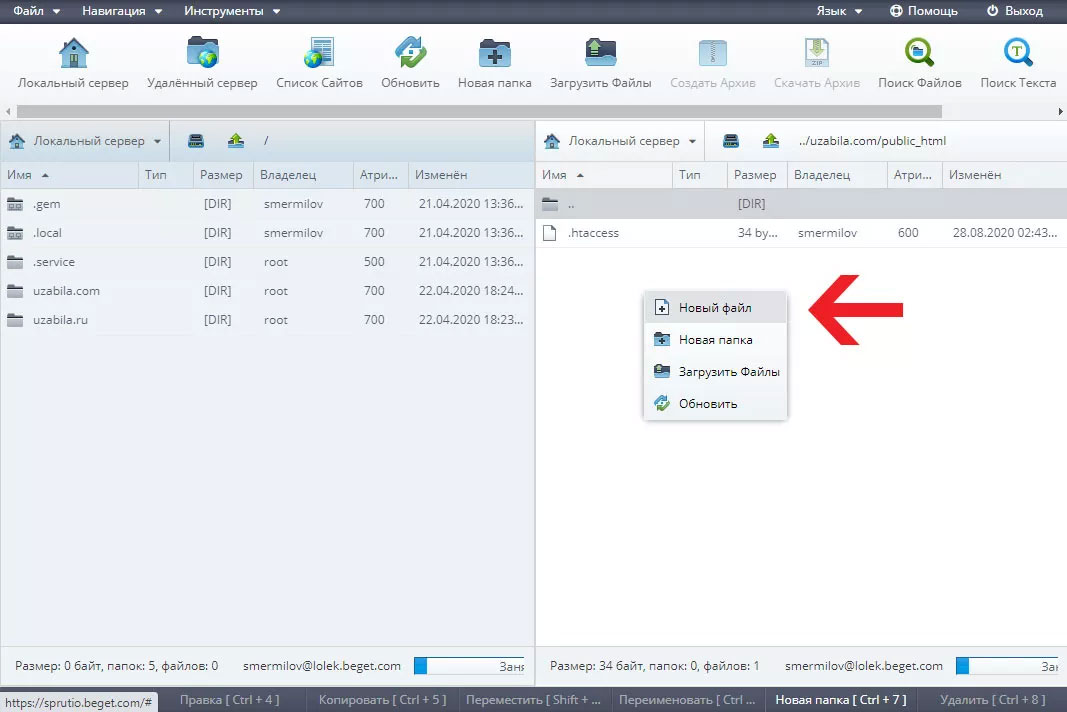 Файл Навигация Инструменты Язык Помощь Выход
Локальный сервер Удалённый сервер Список Сайтов Обновить Новая папка Загрузить Файлы Создать Архив Скачать Архив Поиск Файлов Поиск Текста
Локальный сервер /
Имя Тип Размер Владелец Атри... Изменён
.gem [DIR] smermilov 700 21.04.2020 13:36...
.local [DIR] smermilov 700 21.04.2020 13:36...
.service [DIR] root 500 21.04.2020 13:36...
uzabila.com [DIR] root 700 22.04.2020 18:24...
uzabila.ru [DIR] root 700 22.04.2020 18:23...
Размер: 0 байт, папок: 5, файлов: 0 smermilov@lolek.beget.com Заня
Локальный сервер ../uzabila.com/public_html
Имя Тип Размер Владелец Атри... Изменён
.. [DIR]
.htaccess 34 by... smermilov 600 28.08.2020 02:43...
Новый файл
Новая папка
Загрузить Файлы
Обновить
Размер: 34 байт, папок: 0, файлов: 1 smermilov@lolek.beget.com За
https://sprutio.beget.com/# Правка [ Ctrl + 4 ] Копировать [ Ctrl + 5 ] Переместить [ Shift + ... Переименовать [ Ctrl ... Новая папка [ Ctrl + 7 ] Удалить [ Ctrl + 8 ]